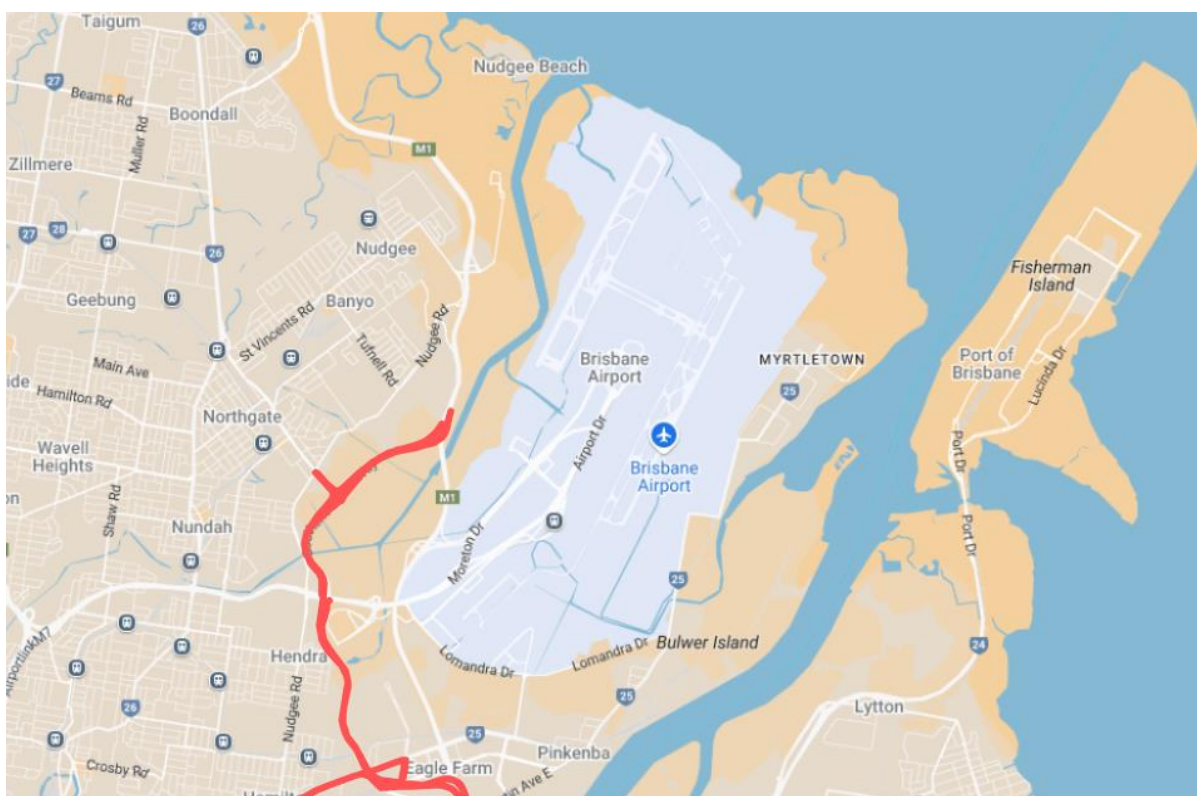 Taigum
26
Nudgee Beach
27
Beams Rd
Boondall
Muller Rd
M1
Zillmere
27
28
26
Nudgee
Fisherman
Island
Geebung
Banyo
St Vincents Rd
Tufnell Rd
Nudgee Rd
Brisbane
Airport
MYRTLETOWN
Port of
Brisbane
Lucinda Dr
Main Ave
ide
Hamilton Rd
25
Northgate
Airport Dr
Port Dr
Wavell
Heights
Brisbane
Airport
on
M1
Shaw Rd
Nundah
Moreton Dr
Port Dr
25
AirportlinkM7
Hendra
Lomandra Dr
Lomandra Dr
Bulwer Island
24
Nudgee Rd
26
25
Lytton
25
Pinkenba
Crosby Rd
Eagle Farm
Ave E